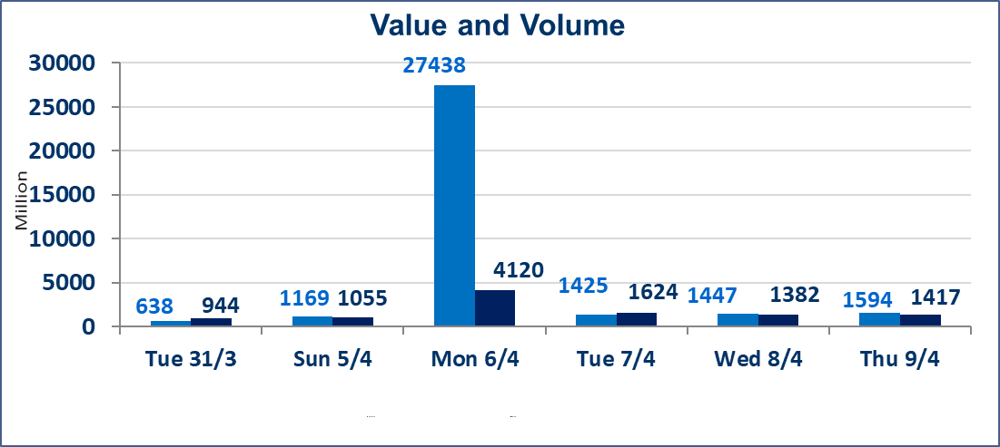 Value and Volume
Million
30000
25000
20000
15000
10000
5000
0
638 944 1169 1055 27438 4120 1425 1624 1447 1382 1594 1417
Tue 31/3 Sun 5/4 Mon 6/4 Tue 7/4 Wed 8/4 Thu 9/4